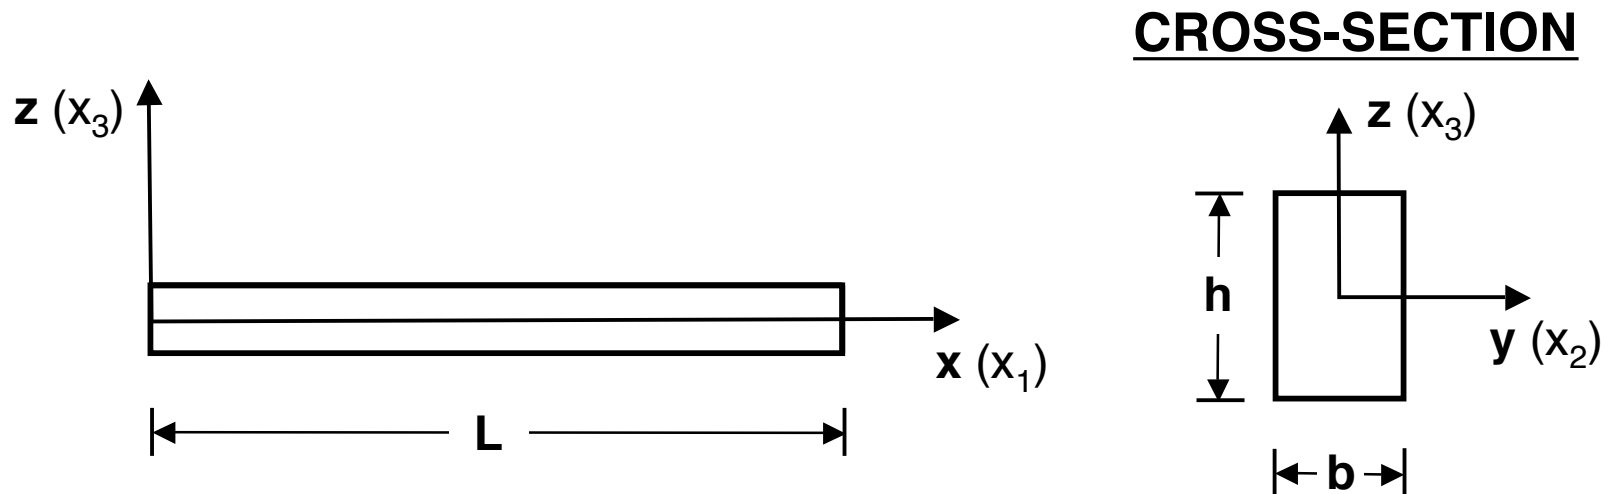 CROSS-SECTION
z (x₃)
z (x₃)
h
y (x₂)
x (x₁)
L
b